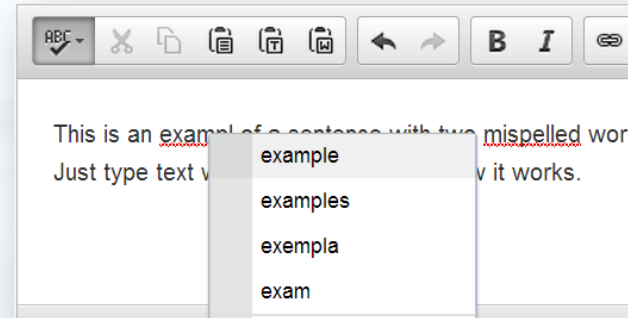 ABC
T
W
B I
This is an exampl of a sentence with two mispelled wor
Just type text w it works.
example
examples
exempla
exam